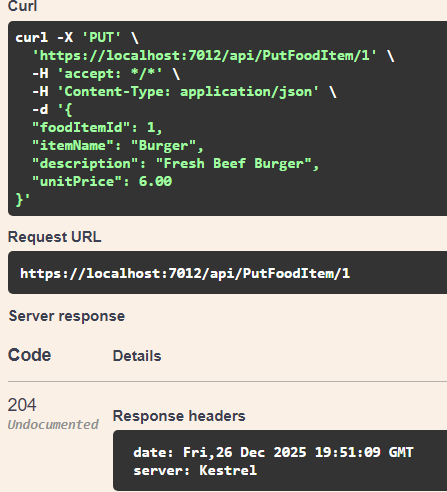 Curl
curl -X 'PUT' \
  'https://localhost:7012/api/PutFoodItem/1' \
  -H 'accept: */*' \
  -H 'Content-Type: application/json' \
  -d '{
  "foodItemId": 1,
  "itemName": "Burger",
  "description": "Fresh Beef Burger",
  "unitPrice": 6.00
}'
Request URL
https://localhost:7012/api/PutFoodItem/1
Server response
Code Details
204
Undocumented
Response headers
date: Fri,26 Dec 2025 19:51:09 GMT
server: Kestrel